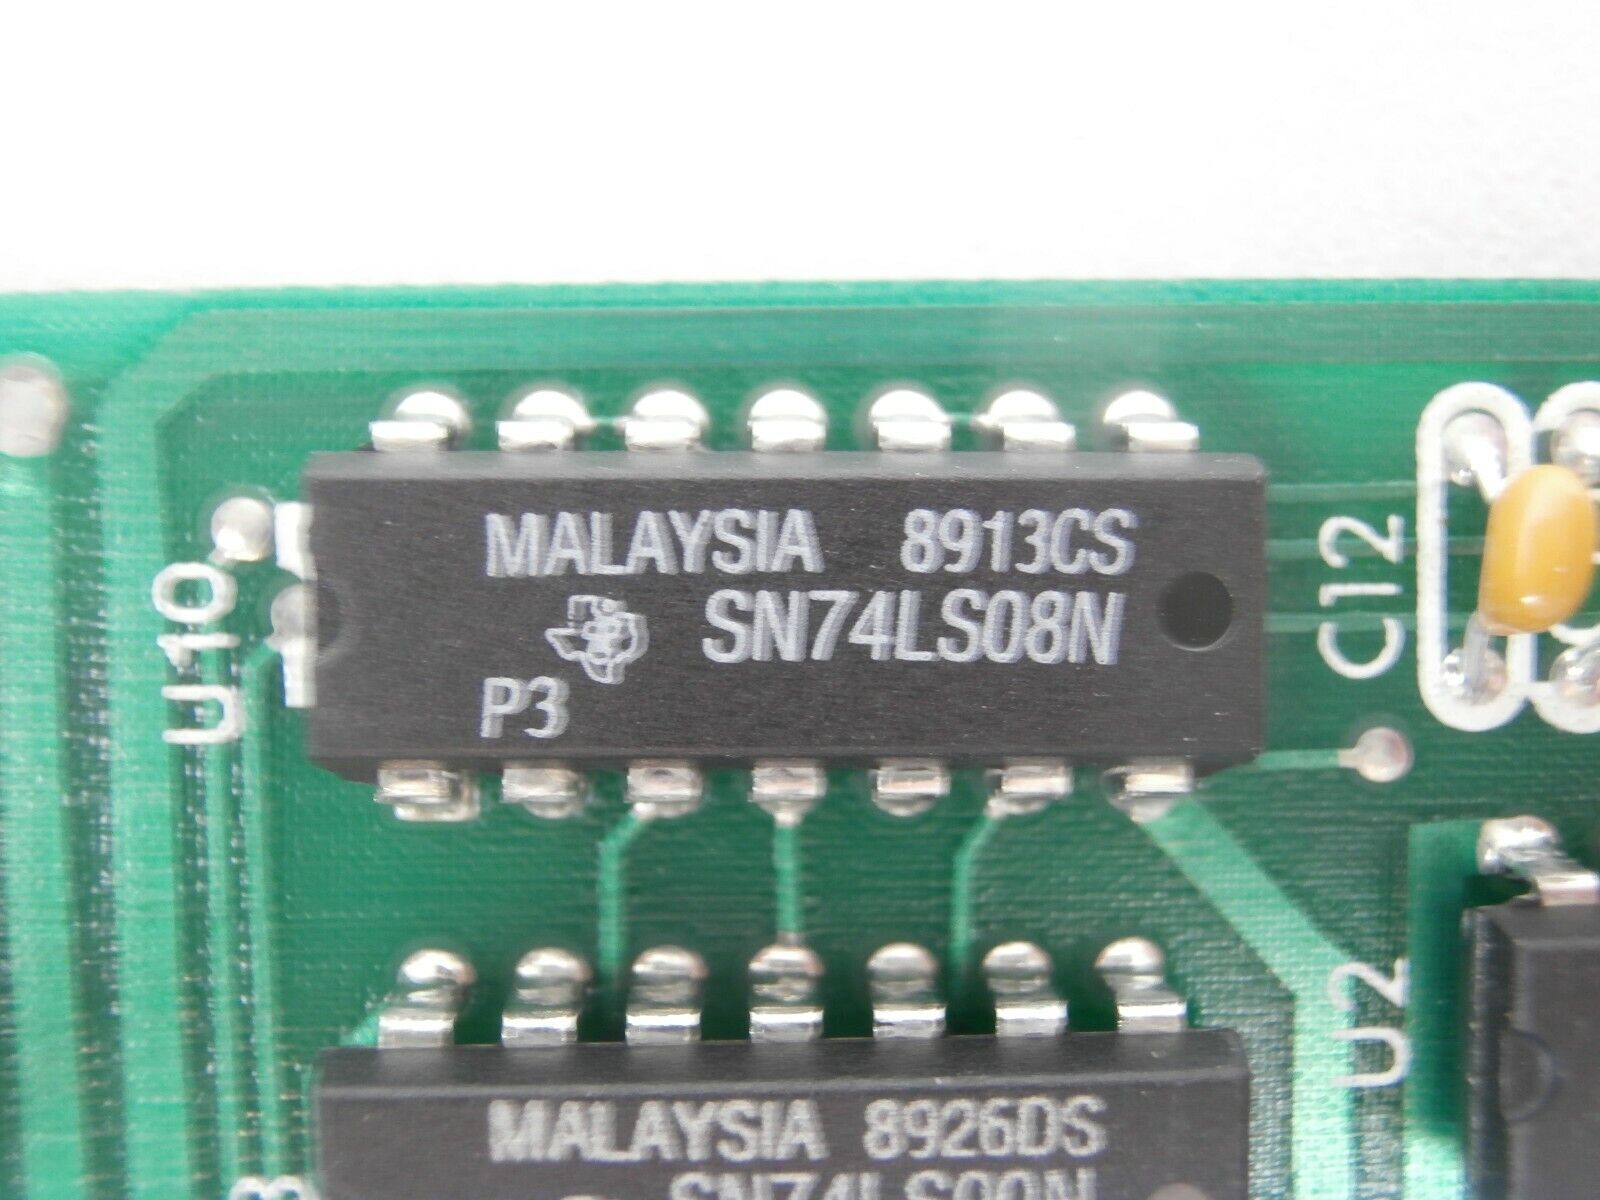 MALAYSIA 8913CS
SN74LS08N
P3
U10
C12
U2
MALAYSIA 8926DS